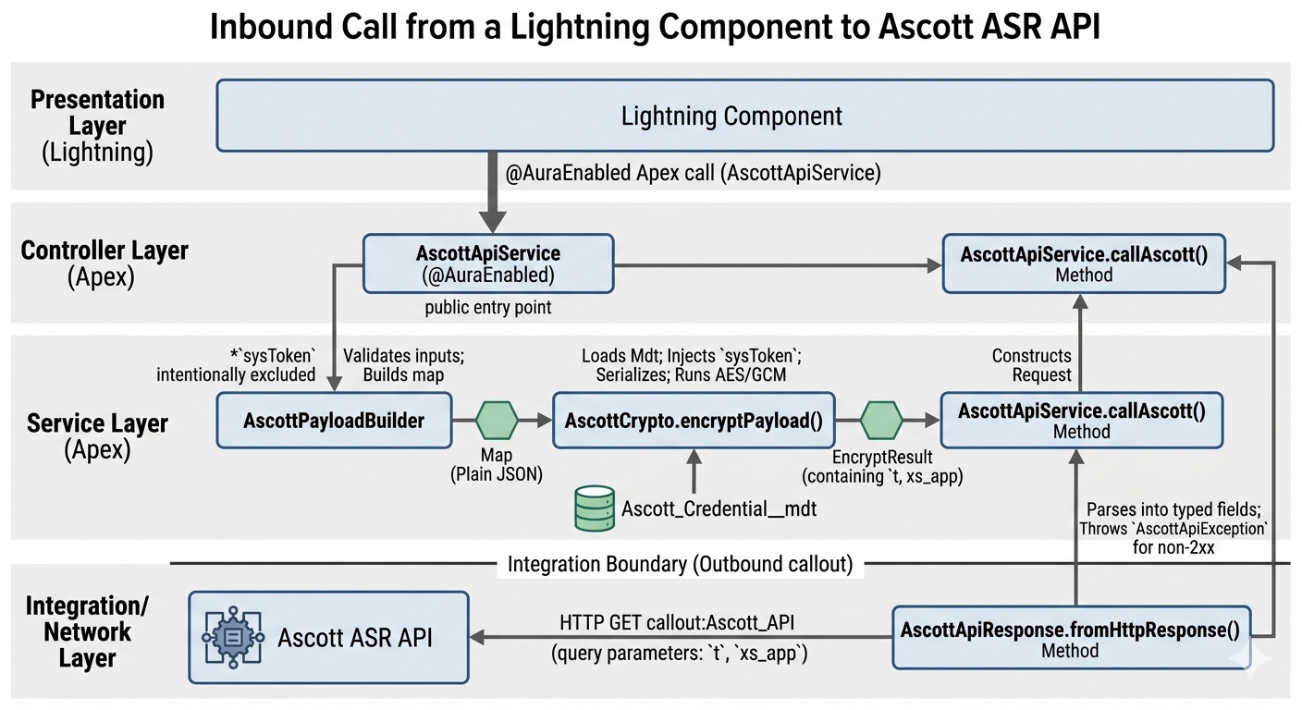 Inbound Call from a Lightning Component to Ascott ASR API
Presentation
Layer
(Lightning)
Lightning Component
@AuraEnabled Apex call (AscottApiService)
Controller Layer
(Apex)
AscottApiService
(@AuraEnabled)
public entry point
AscottApiService.callAscott()
Method
*`sysToken`
intentionally excluded
Validates inputs;
Builds map
Loads Mdt; Injects `sysToken`;
Serializes; Runs AES/GCM
Constructs
Request
Service Layer
(Apex)
AscottPayloadBuilder
Map
(Plain JSON)
AscottCrypto.encryptPayload()
EncryptResult
(containing `t, xs_app)
AscottApiService.callAscott()
Method
Ascott_Credential__mdt
Parses into typed fields;
Throws `AscottApiException`
for non-2xx
Integration Boundary (Outbound callout)
Integration/
Network
Layer
Ascott ASR API
HTTP GET callout:Ascott_API
(query parameters: `t`, `xs_app`)
AscottApiResponse.fromHttpResponse()
Method